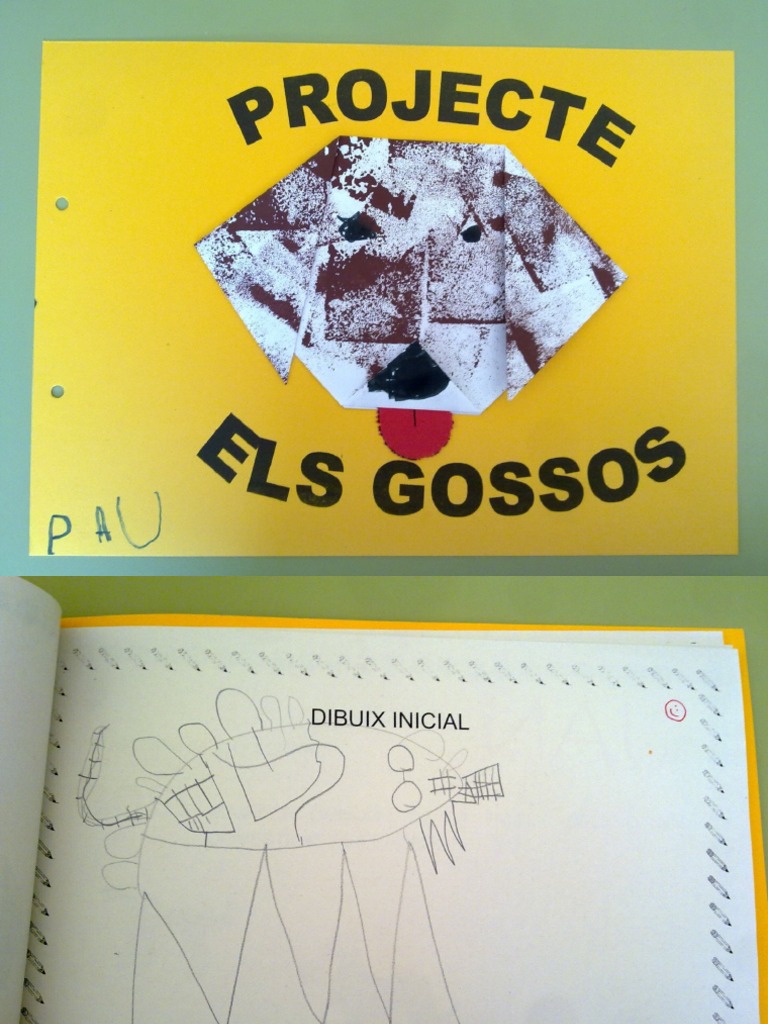 PROJECTE
ELS GOSSOS
PAU
DIBUIX INICIAL